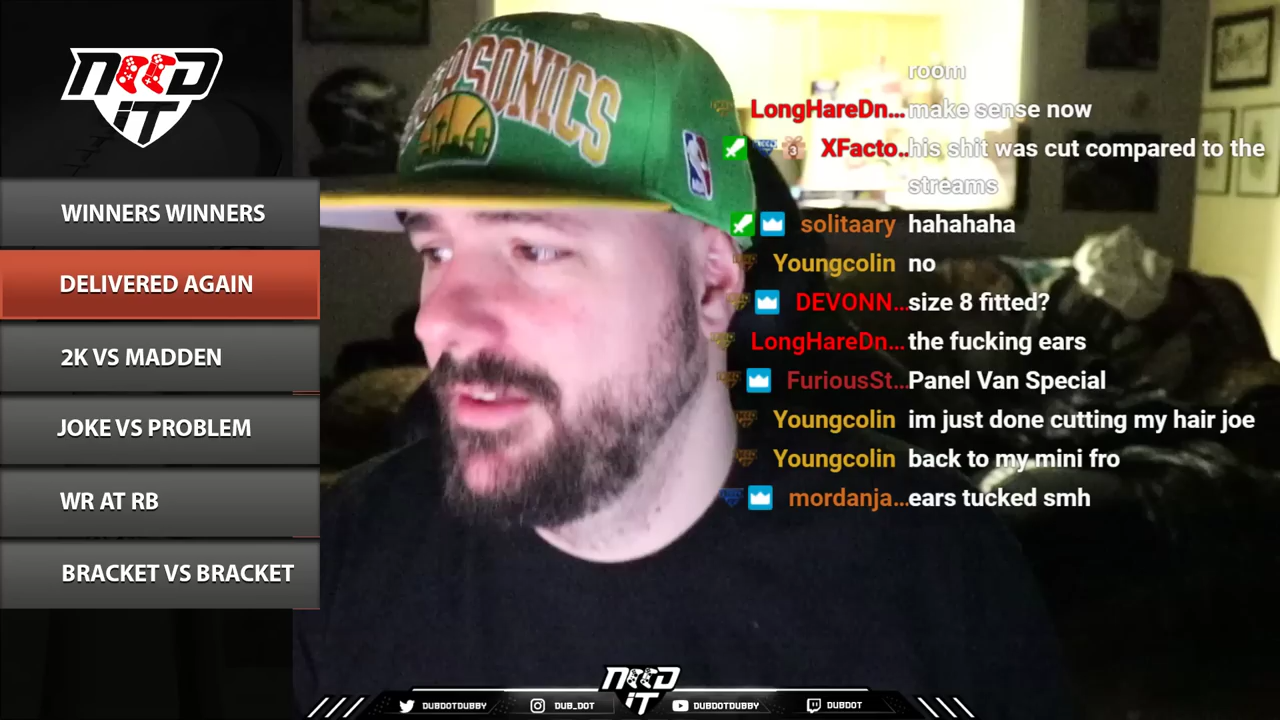 NEED
iT
WINNERS WINNERS
DELIVERED AGAIN
2K VS MADDEN
JOKE VS PROBLEM
WR AT RB
BRACKET VS BRACKET
SONICS
room
LongHareDn... make sense now
3 XFacto.. his shit was cut compared to the
streams
solitaary hahahaha
Youngcolin no
DEVONN... size 8 fitted?
LongHareDn... the fucking ears
FuriousSt... Panel Van Special
Youngcolin im just done cutting my hair joe
Youngcolin back to my mini fro
mordanja... ears tucked smh
NEED
iT
DUBDOTDUBBY DUB_DOT DUBDOTDUBBY DUBDOT